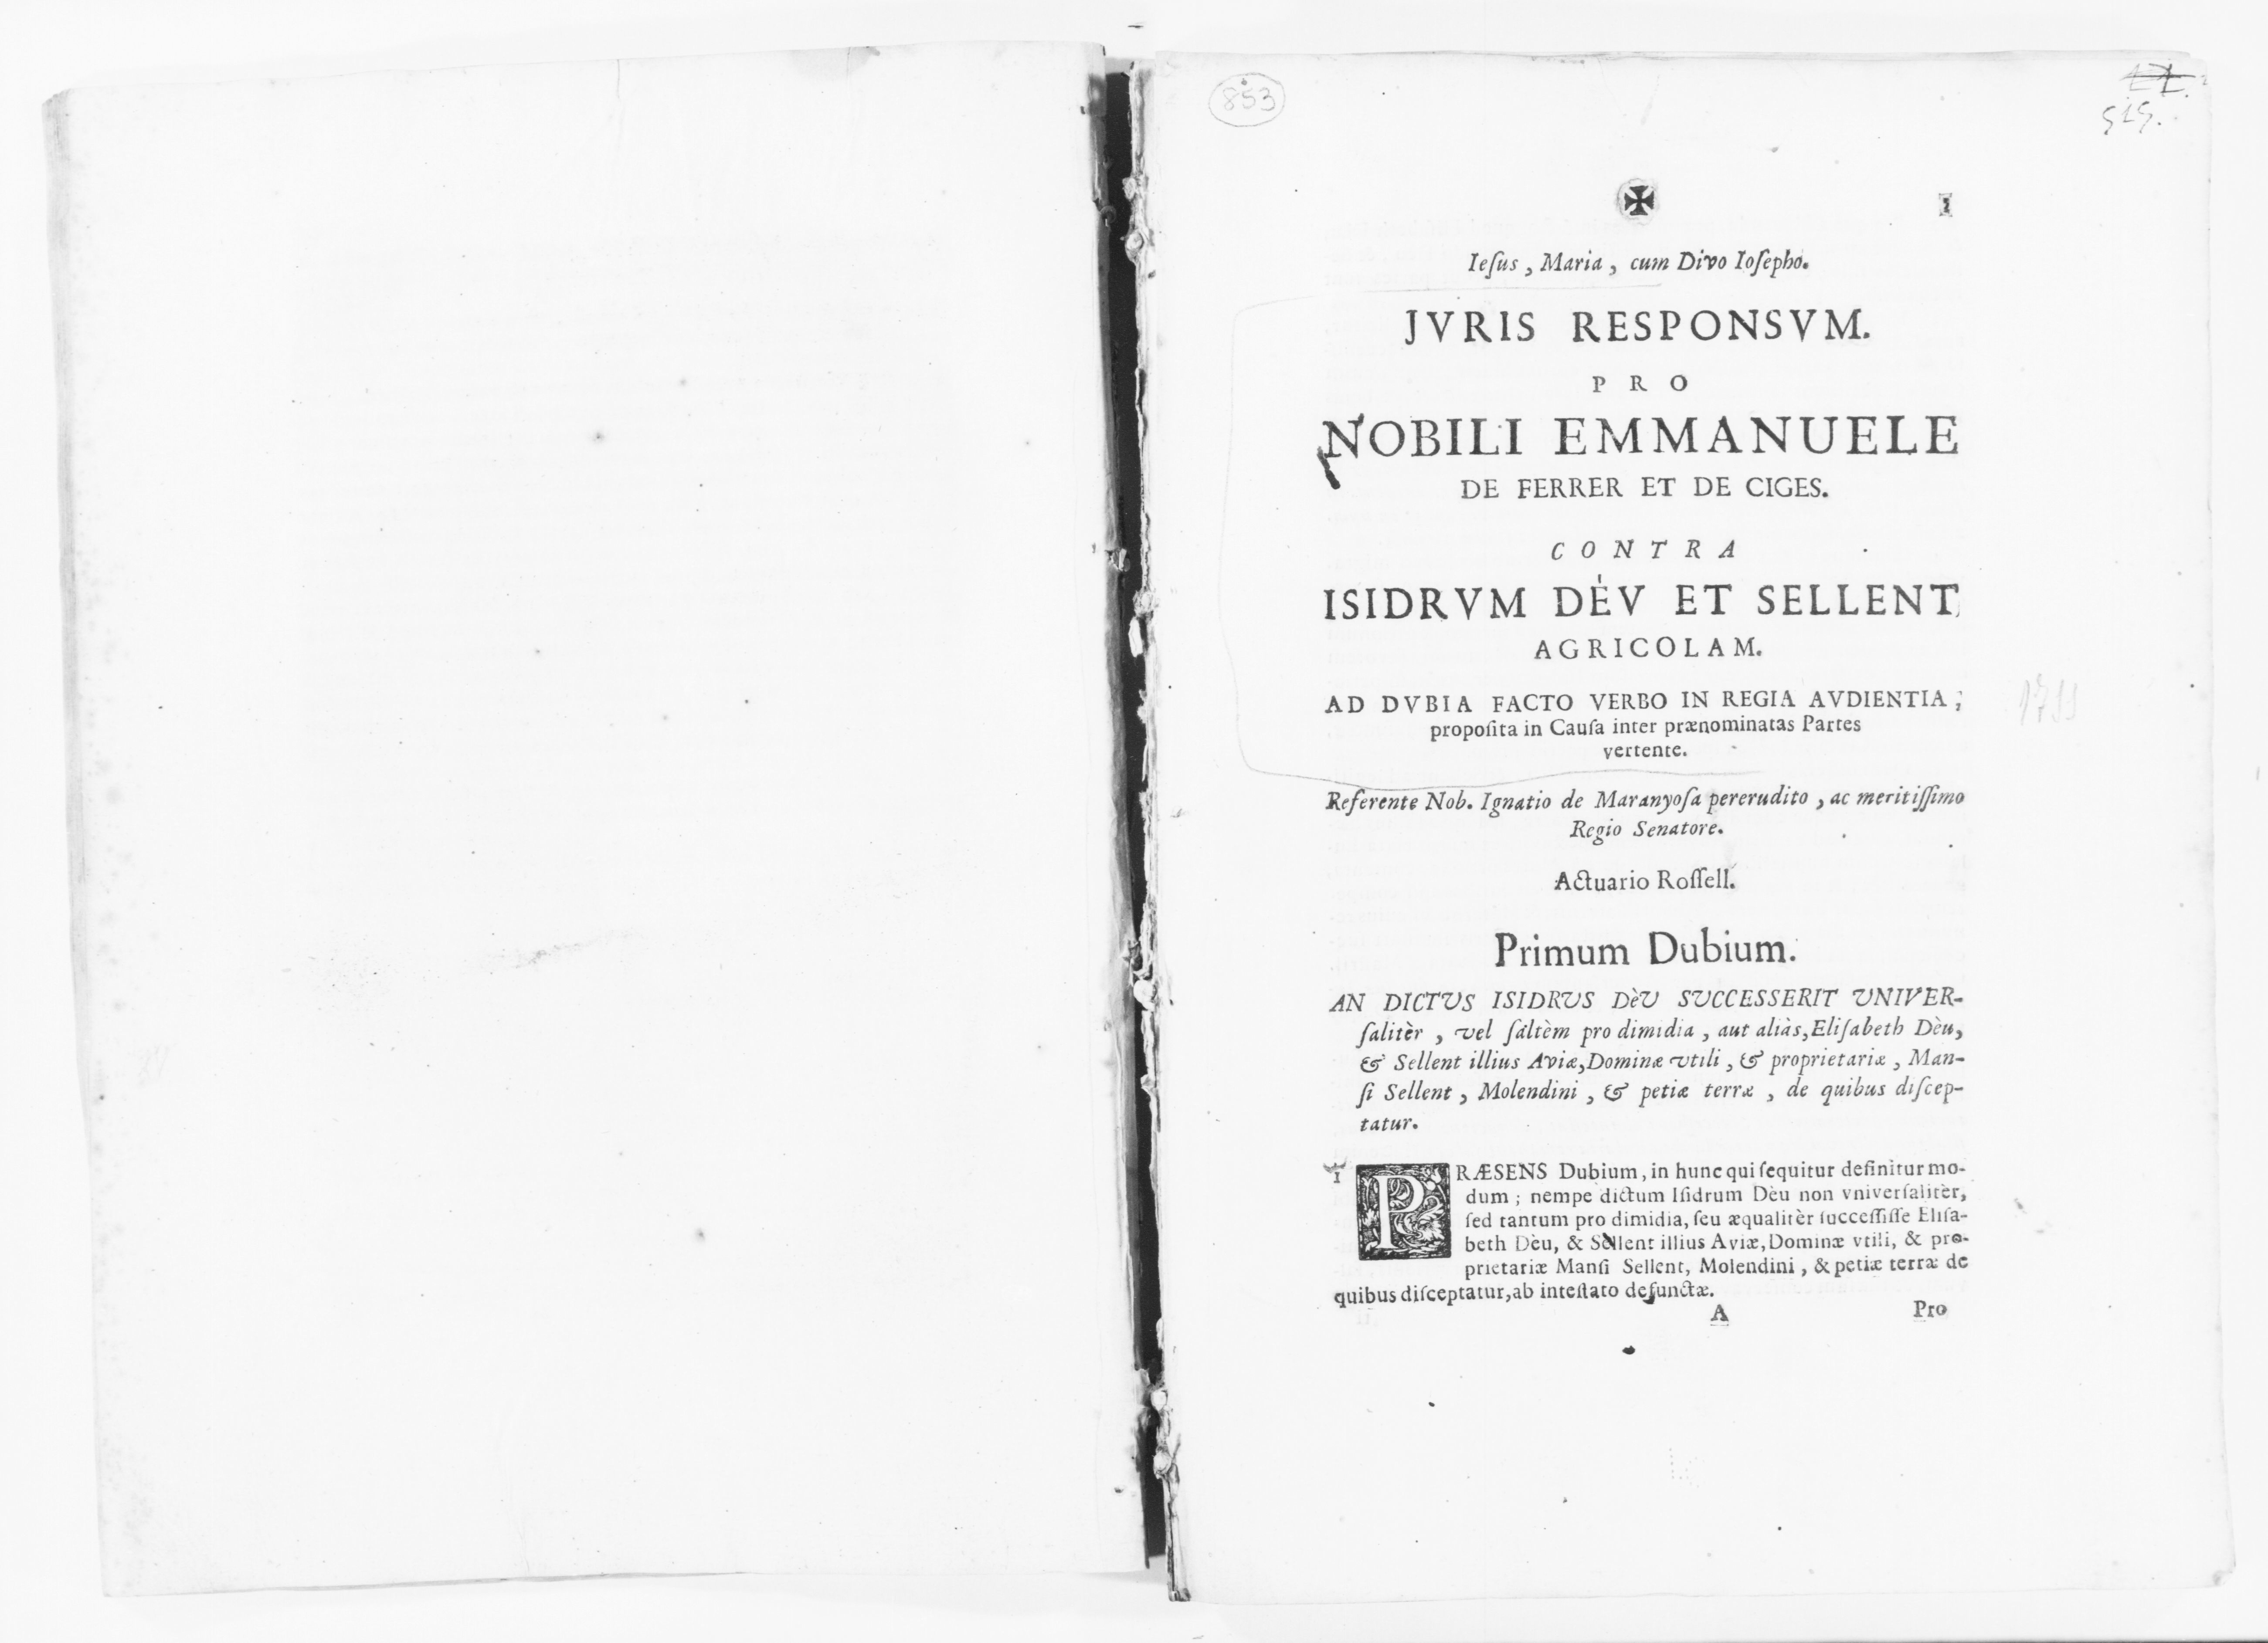 853
515.
1
Iesus, Maria, cum Divo Iosepho.
JVRIS RESPONSVM.
PRO
NOBILI EMMANUELE
DE FERRER ET DE CIGES.
CONTRA
ISIDRVM DÈV ET SELLENT
AGRICOLAM.
AD DVBIA FACTO VERBO IN REGIA AVDIENTIA,
proposita in Causa inter prænominatas Partes
vertente.
Referente Nob. Ignatio de Maranyosa pererudito, ac meritissimo
Regio Senatore.
Actuario Rossell.
Primum Dubium.
AN DICTVS ISIDRVS DèV SVCCESSERIT VNIVER-
salitèr, vel saltèm pro dimidia, aut aliàs, Elisabeth Dèu,
& Sellent illius Aviæ, Dominæ vtili, & proprietariæ, Man-
si Sellent, Molendini, & petiæ terræ, de quibus discep-
tatur.
1 PRÆSENS Dubium, in hunc qui sequitur definitur mo-
dum; nempe dictum Isidrum Dèu non vniversalitèr,
sed tantum pro dimidia, seu æqualitèr successisse Elisa-
beth Dèu, & Sellent illius Aviæ, Dominæ vtili, & pro-
prietariæ Mansi Sellent, Molendini, & petiæ terræ de
quibus disceptatur, ab intestato defunctæ.
A Pro